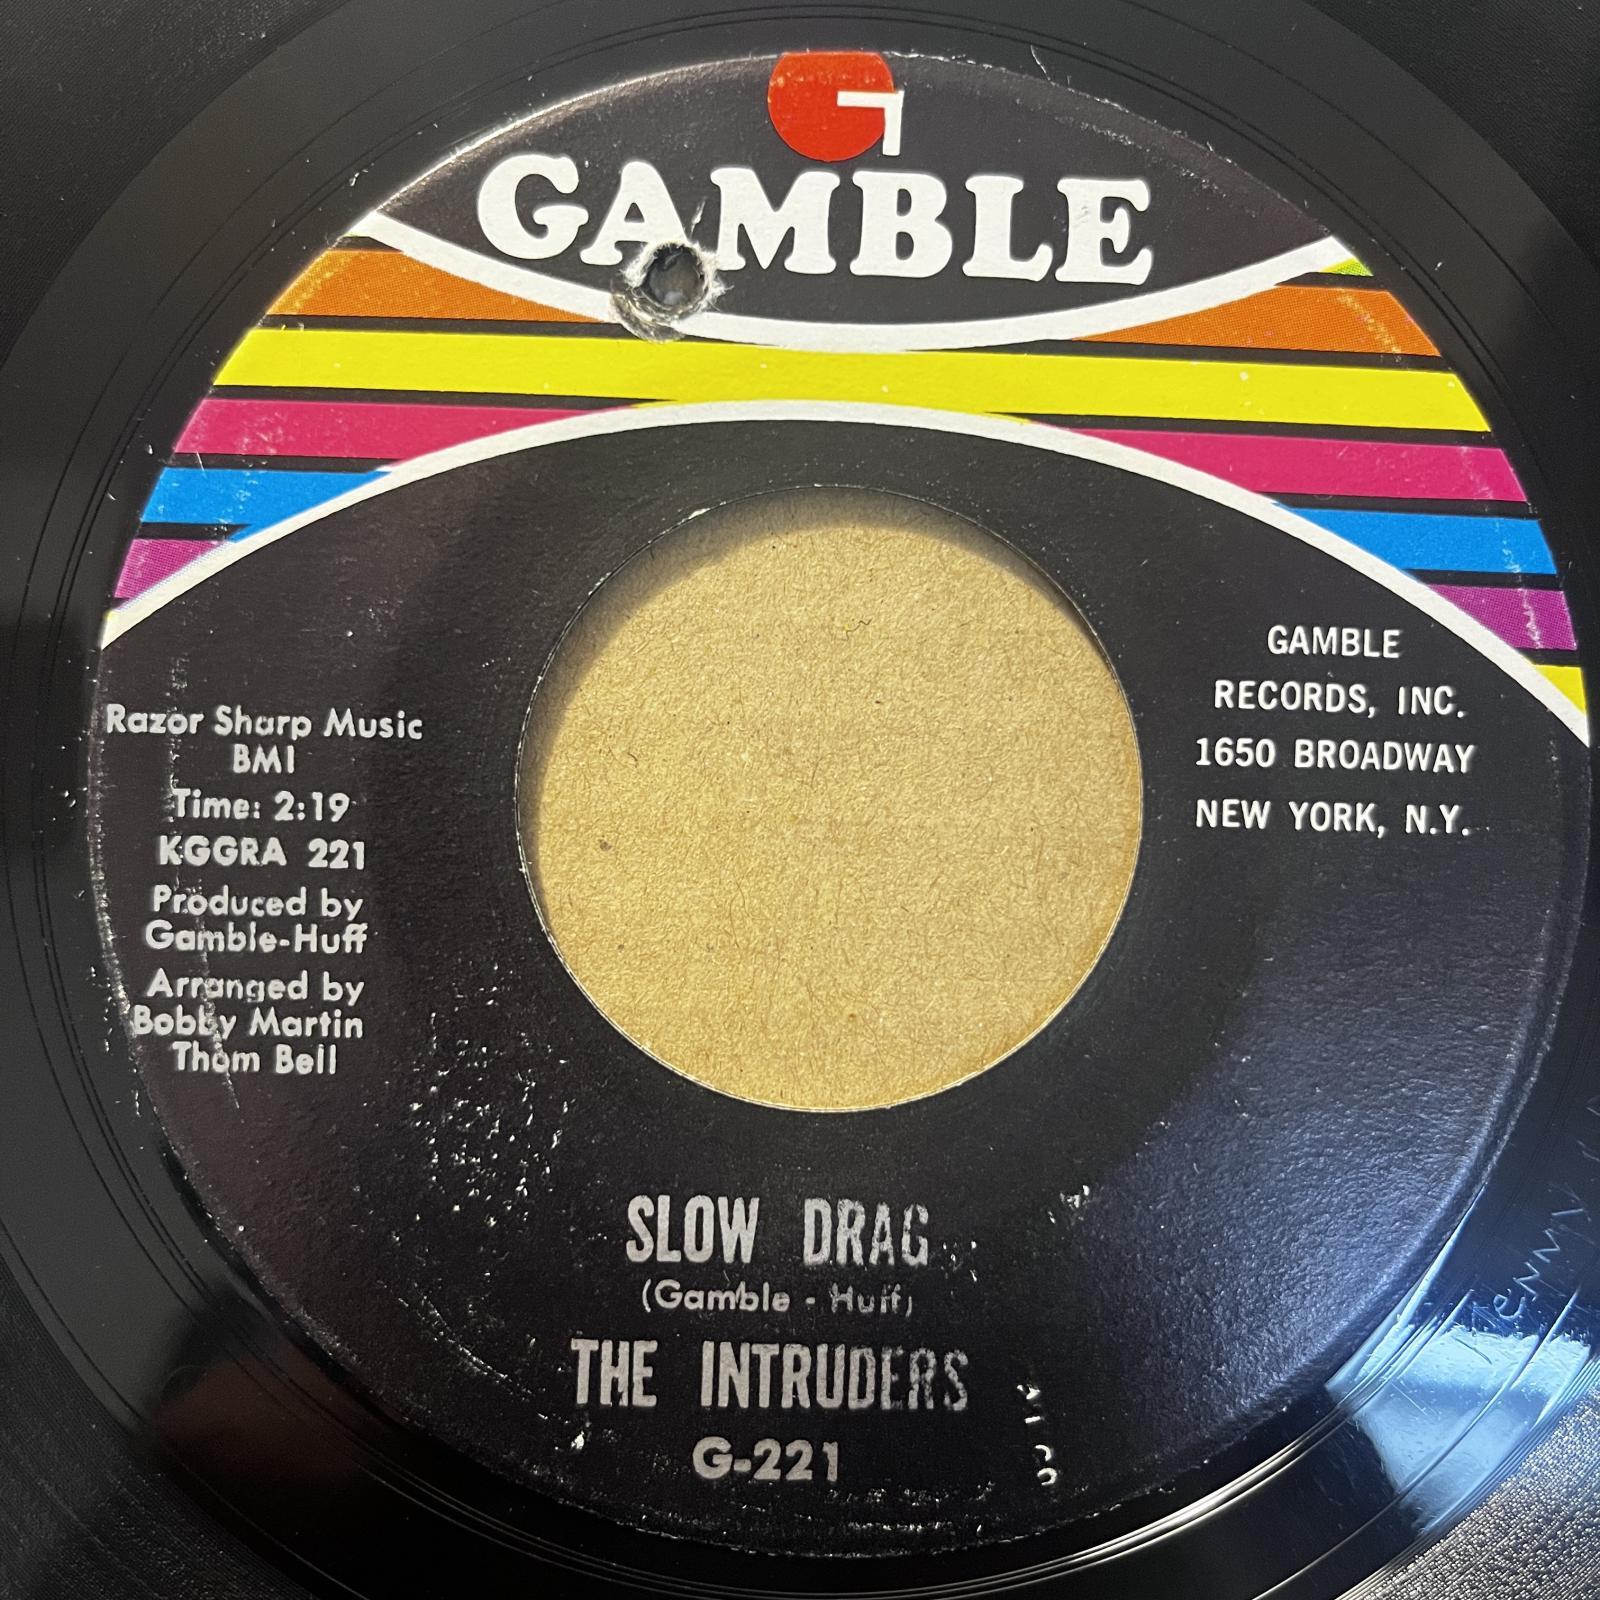 GAMBLE
GAMBLE
RECORDS, INC.
1650 BROADWAY
NEW YORK, N.Y.
Razor Sharp Music
BMI
Time: 2:19
KGGRA 221
Produced by
Gamble-Huff
Arranged by
Bobby Martin
Thom Bell
SLOW DRAG
(Gamble - Huff)
THE INTRUDERS
G-221